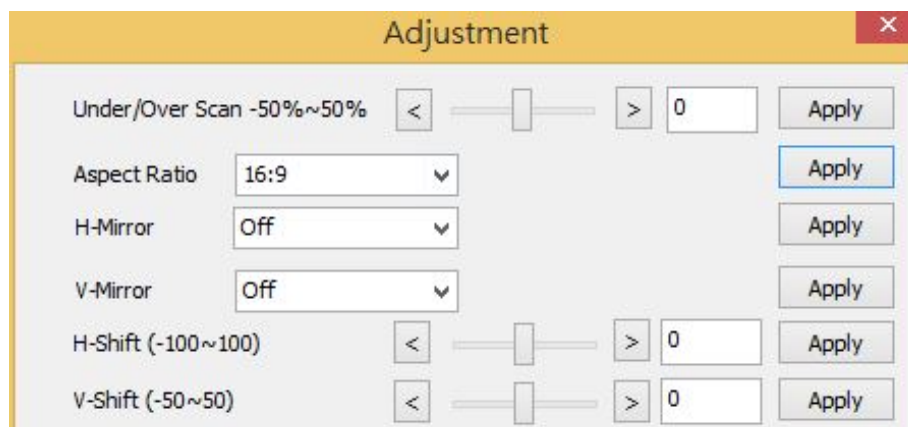 Adjustment
Under/Over Scan -50%~50% < > 0 Apply
Aspect Ratio 16:9 Apply
H-Mirror Off Apply
V-Mirror Off Apply
H-Shift (-100~100) < > 0 Apply
V-Shift (-50~50) < > 0 Apply